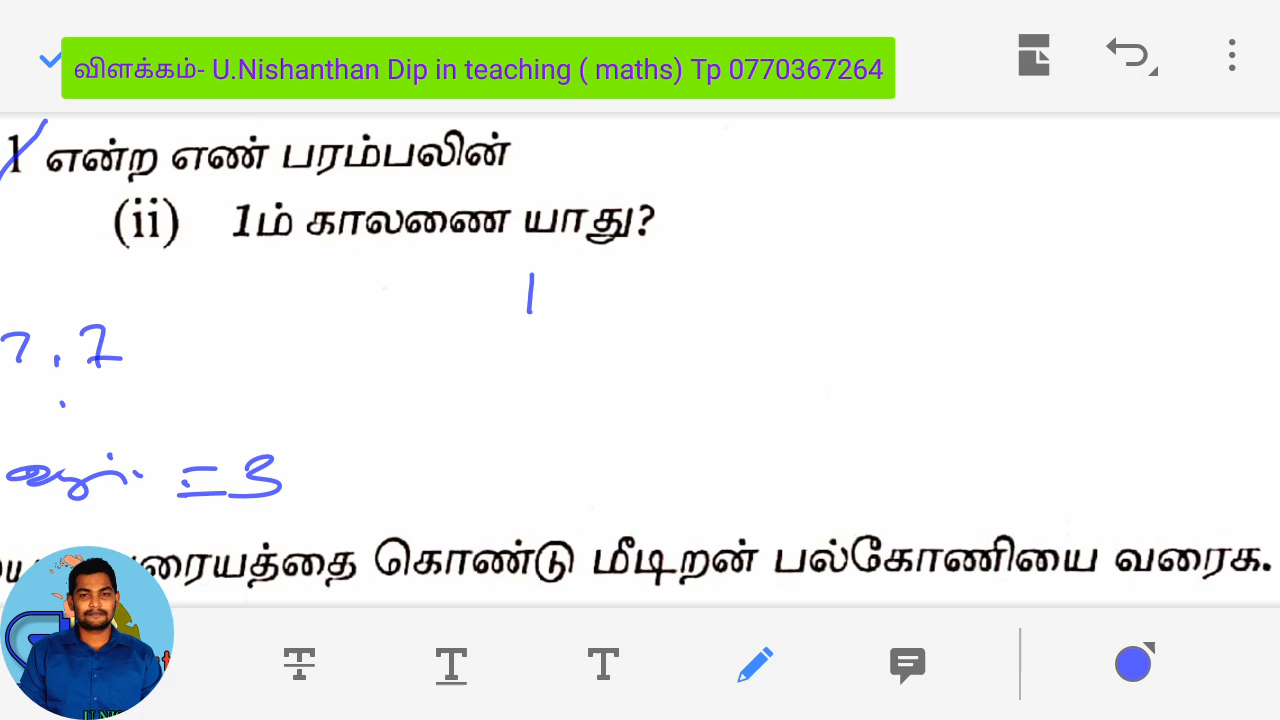 விளக்கம்- U.Nishanthan Dip in teaching ( maths) Tp 0770367264
1 என்ற எண் பரம்பலின்
(ii) 1ம் காலணை யாது?
1
7 . 7
= 3
ரையத்தை கொண்டு மீடிறன் பல்கோணியை வரைக.
T T T